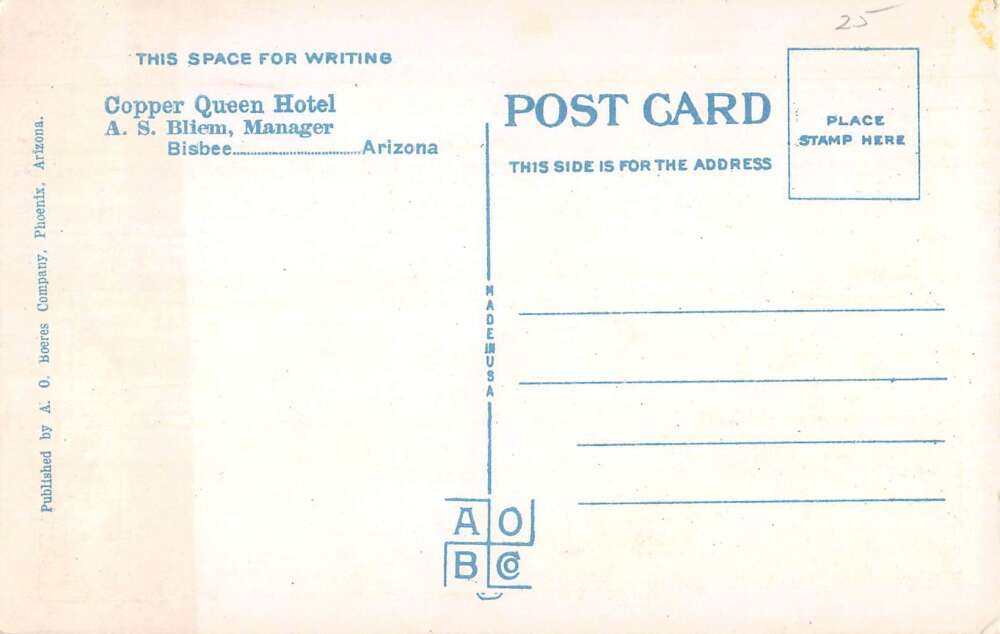 25
THIS SPACE FOR WRITING
Copper Queen Hotel
A. S. Bliem, Manager
Bisbee..............................Arizona
Published by A. O. Boeres Company, Phoenix, Arizona.
POST CARD
THIS SIDE IS FOR THE ADDRESS
PLACE
STAMP HERE
MADE IN USA
A O
B Co